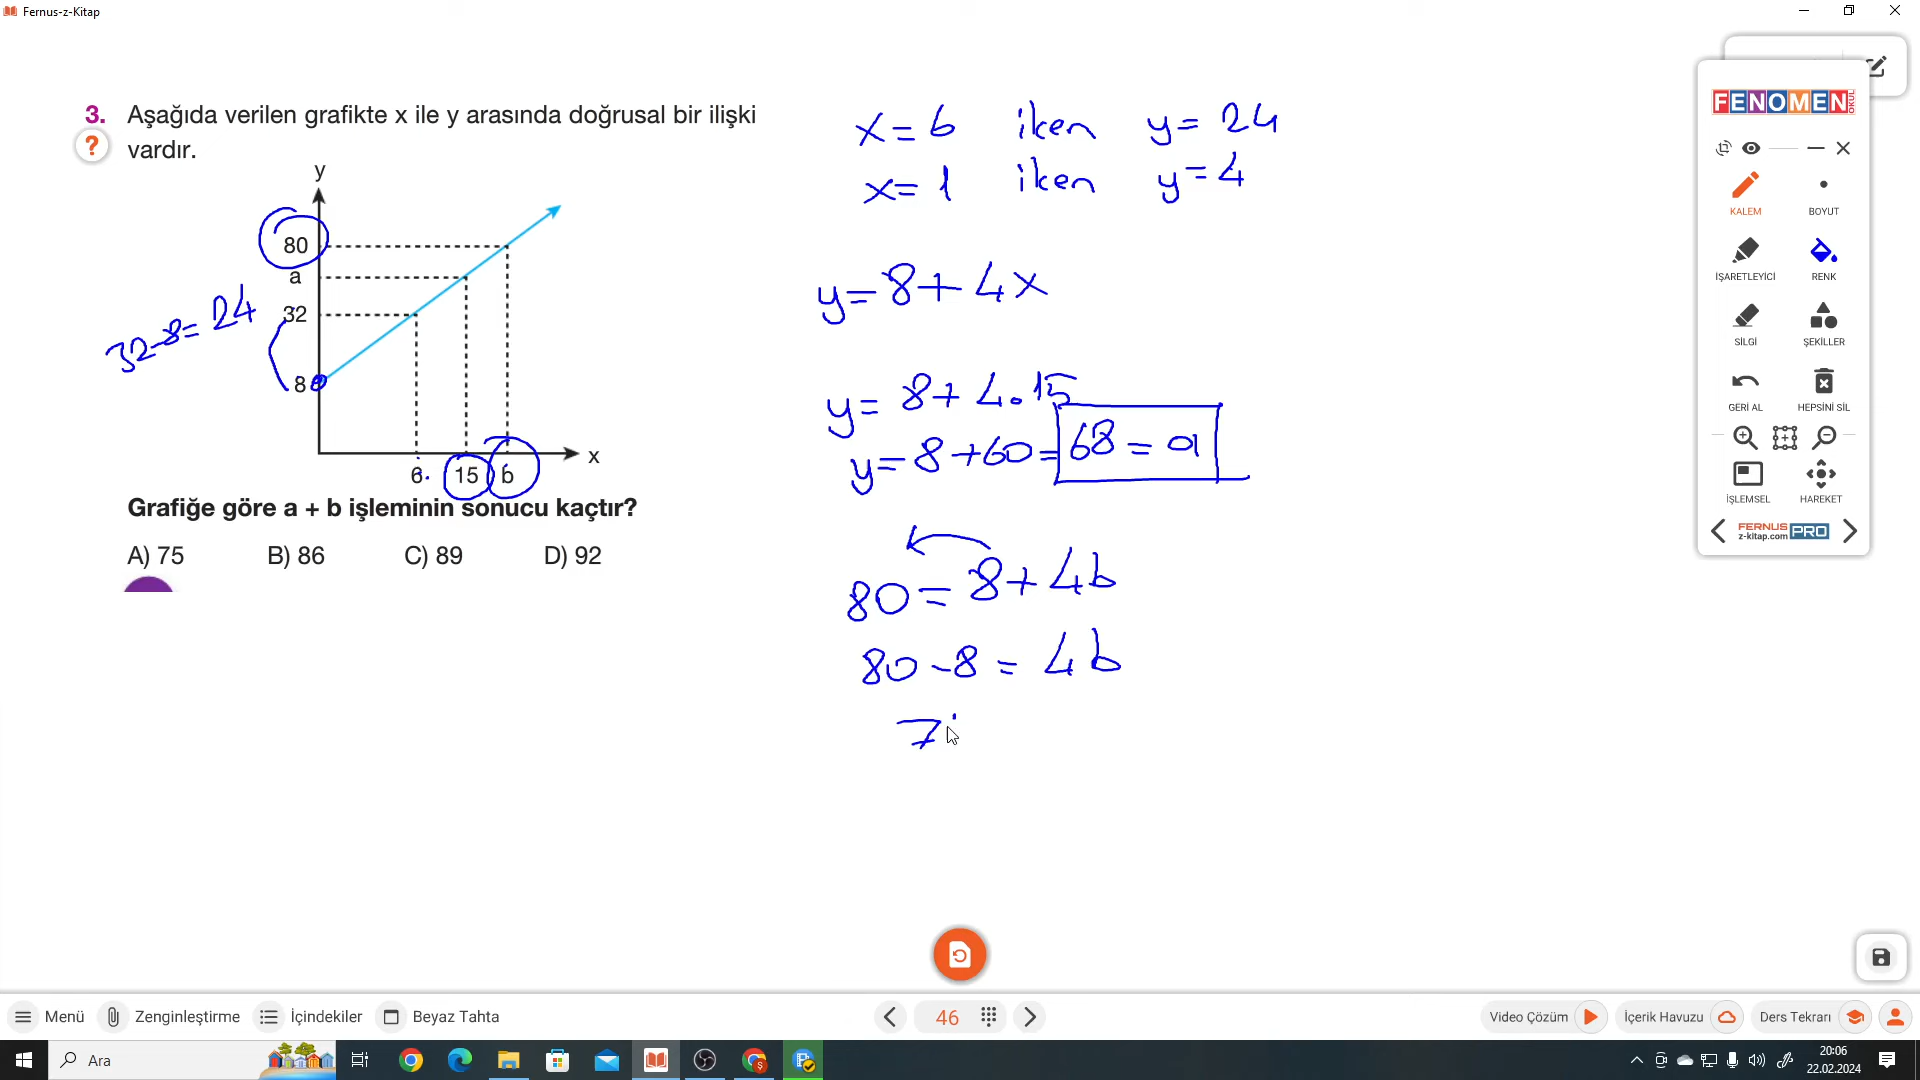 Fernus-z-Kitap
3. Aşağıda verilen grafikte x ile y arasında doğrusal bir ilişki
? vardır.
y
80
a
32
8
6
15
b
x
32-8=24
Grafiğe göre a + b işleminin sonucu kaçtır?
A) 75 B) 86 C) 89 D) 92
x=6 iken y=24
x=1 iken y=4
y=8+4x
y=8+4.15
y=8+60=68=a
80=8+4b
80-8=4b
7
FENOMEN OKUL
KALEM BOYUT
İŞARETLEYİCİ RENK
SİLGİ ŞEKİLLER
GERİ AL HEPSİNİ SİL
İŞLEMSEL HAREKET
FERNUS PRO
z-kitap.com
Menü Zenginleştirme İçindekiler Beyaz Tahta 46 Video Çözüm İçerik Havuzu Ders Tekrarı
Ara
20:06
22.02.2024